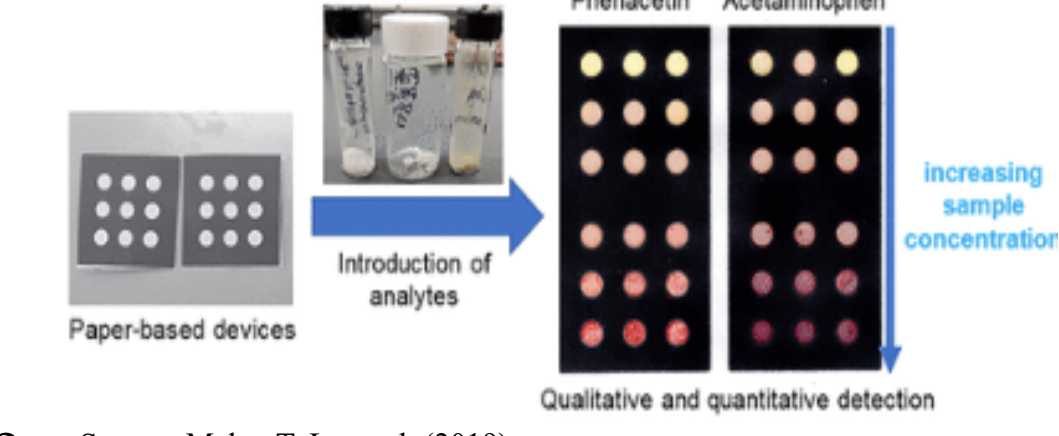 Phenacetin Acetaminophen
increasing
sample
concentration
Introduction of
analytes
Paper-based devices
Qualitative and quantitative detection